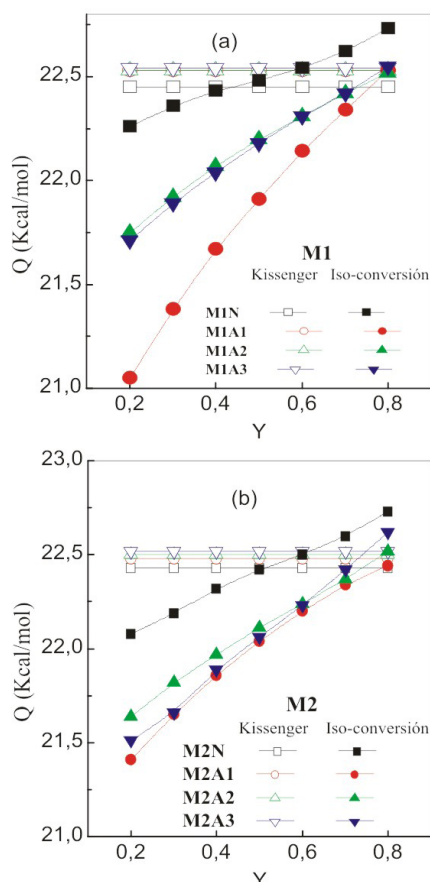 (a)
22,5
22,0
21,5
21,0
Q (Kcal/mol)
M1
Kissenger Iso-conversión
M1N
M1A1
M1A2
M1A3
0,2 0,4 0,6 0,8
Y
23,0
(b)
22,5
22,0
21,5
21,0
Q (Kcal/mol)
M2
Kissenger Iso-conversión
M2N
M2A1
M2A2
M2A3
0,2 0,4 0,6 0,8
Y